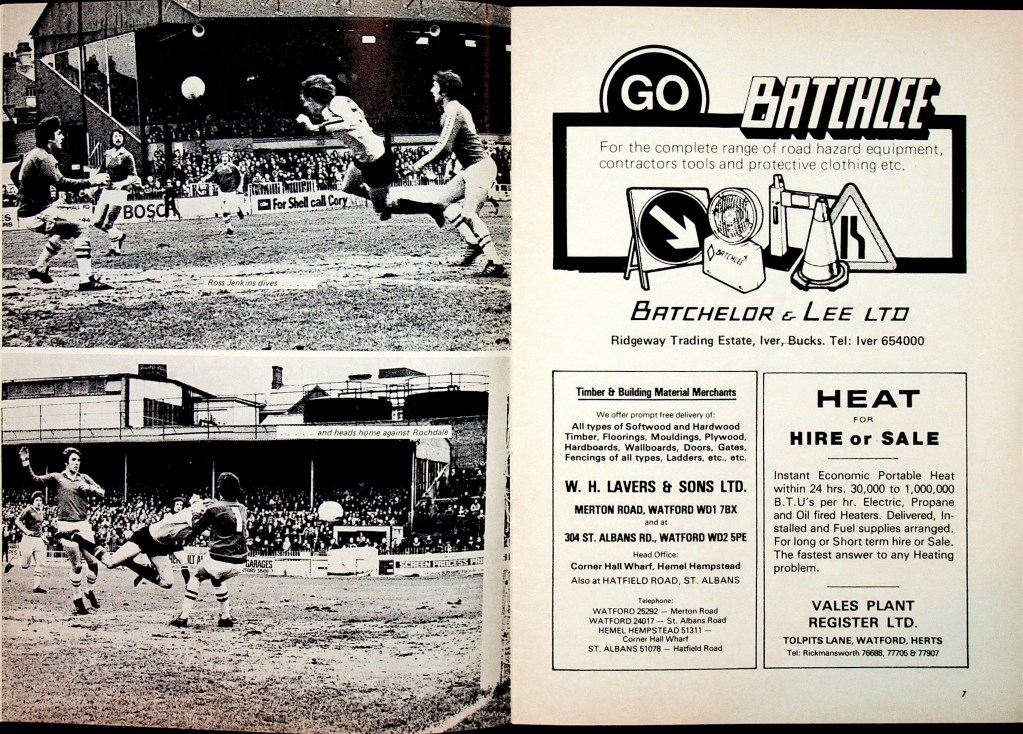 BOSCH
For Shell call Cory
Ross Jenkins dives . . . . . . .
. . . . . . . and heads home against Rochdale
1
GARAGES
SCREEN PROCESS PRIN
GO
BATCHLEE
For the complete range of road hazard equipment,
contractors tools and protective clothing etc.
BATCHLEE
BATCHELOR & LEE LTD
Ridgeway Trading Estate, Iver, Bucks. Tel: Iver 654000
Timber & Building Material Merchants
We offer prompt free delivery of:
All types of Softwood and Hardwood
Timber, Floorings, Mouldings, Plywood,
Hardboards, Wallboards, Doors, Gates,
Fencings of all types, Ladders, etc., etc.
W. H. LAVERS & SONS LTD.
MERTON ROAD, WATFORD WD1 7BX
and at
304 ST. ALBANS RD., WATFORD WD2 5PE
Head Office:
Corner Hall Wharf, Hemel Hempstead
Also at HATFIELD ROAD, ST. ALBANS
Telephone:
WATFORD 25292 — Merton Road
WATFORD 24017 — St. Albans Road
HEMEL HEMPSTEAD 51311 —
Corner Hall Wharf
ST. ALBANS 51078 — Hatfield Road
HEAT
FOR
HIRE or SALE
Instant Economic Portable Heat
within 24 hrs. 30,000 to 1,000,000
B.T.U's per hr. Electric, Propane
and Oil fired Heaters. Delivered, In-
stalled and Fuel supplies arranged.
For long or Short term hire or Sale.
The fastest answer to any Heating
problem.
VALES PLANT
REGISTER LTD.
TOLPITS LANE, WATFORD, HERTS
Tel: Rickmansworth 76688, 77705 & 77907
7